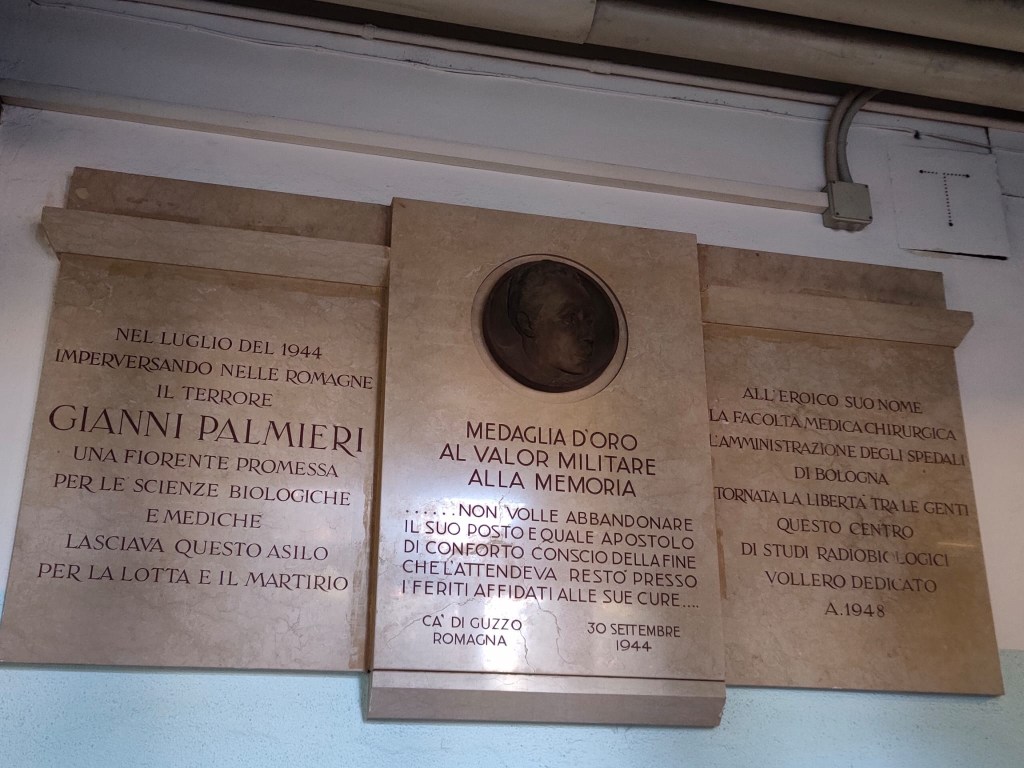 NEL LUGLIO DEL 1944
IMPERVERSANDO NELLE ROMAGNE
IL TERRORE
GIANNI PALMIERI
UNA FIORENTE PROMESSA
PER LE SCIENZE BIOLOGICHE
E MEDICHE
LASCIAVA QUESTO ASILO
PER LA LOTTA E IL MARTIRIO
MEDAGLIA D'ORO
AL VALOR MILITARE
ALLA MEMORIA
......NON VOLLE ABBANDONARE
IL SUO POSTO E QUALE APOSTOLO
DI CONFORTO CONSCIO DELLA FINE
CHE L'ATTENDEVA RESTO' PRESSO
I FERITI AFFIDATI ALLE SUE CURE....
CA' DI GUZZO 30 SETTEMBRE
ROMAGNA 1944
ALL'EROICO SUO NOME
LA FACOLTÀ MEDICA CHIRURGICA
L'AMMINISTRAZIONE DEGLI SPEDALI
DI BOLOGNA
TORNATA LA LIBERTA' TRA LE GENTI
QUESTO CENTRO
DI STUDI RADIOBIOLOGICI
VOLLERO DEDICATO
A.1948
T